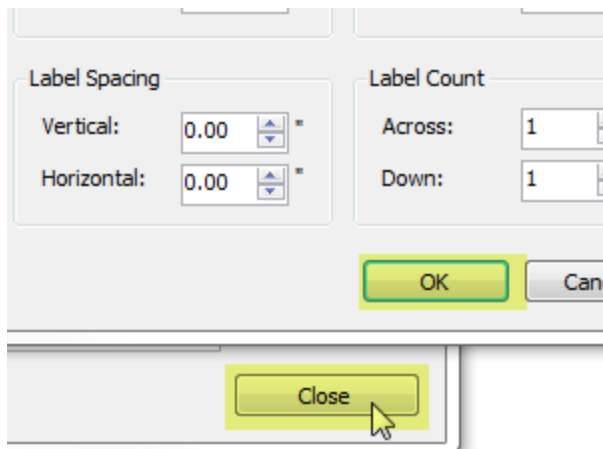 Label Spacing
Vertical: 0.00 "
Horizontal: 0.00 "
Label Count
Across: 1
Down: 1
OK
Close